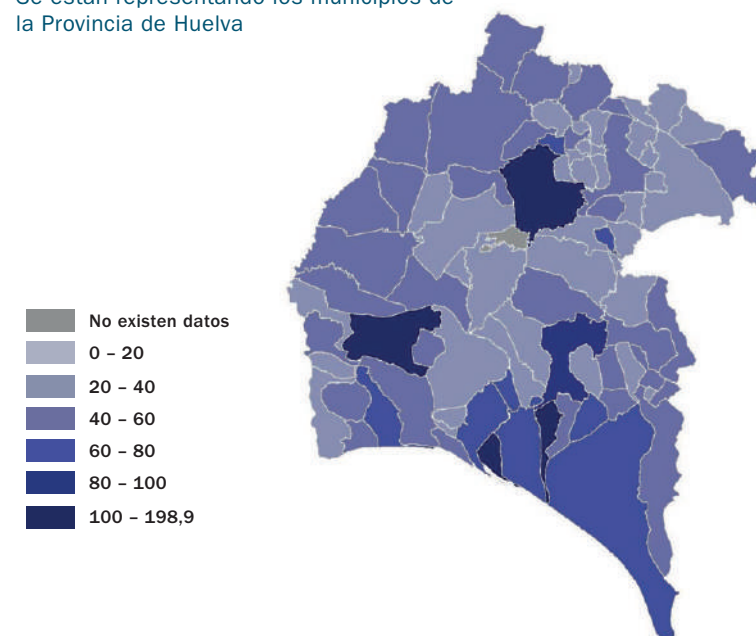 Se están representando los municipios de
la Provincia de Huelva
No existen datos
0 – 20
20 – 40
40 – 60
60 – 80
80 – 100
100 – 198,9